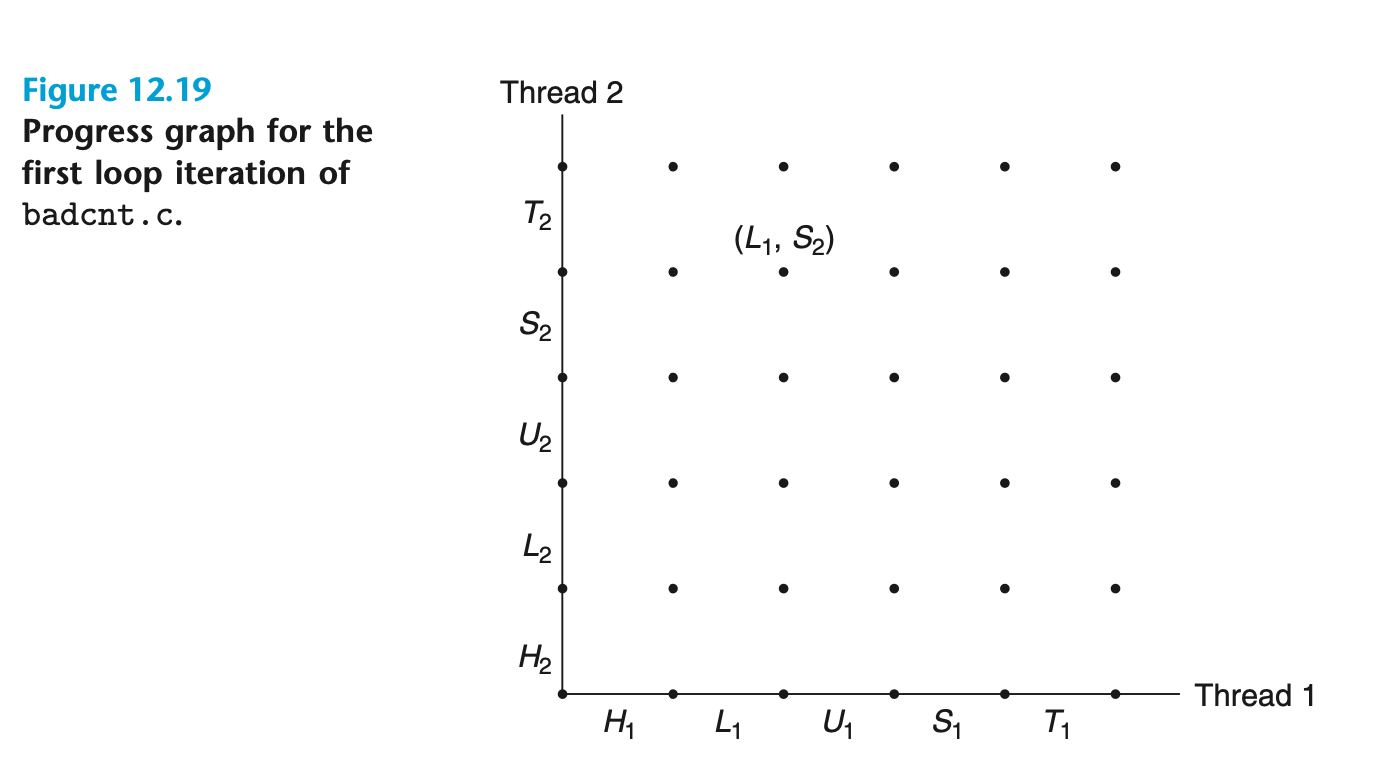 Figure 12.19
Progress graph for the
first loop iteration of
badcnt.c.
Thread 2
T2
(L1, S2)
S2
U2
L2
H2
Thread 1
H1 L1 U1 S1 T1